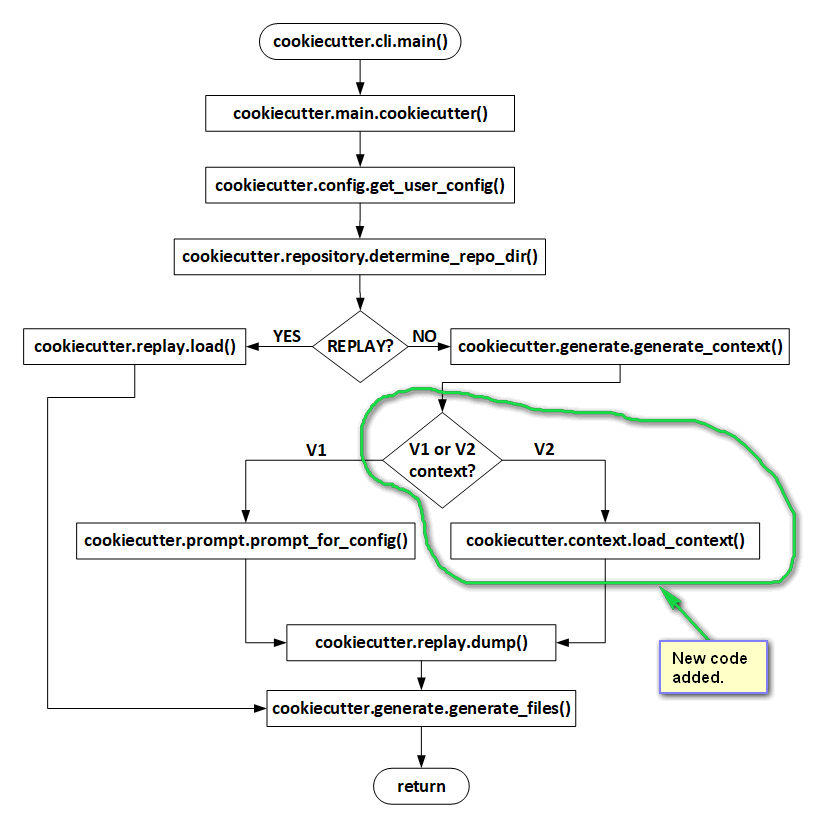 cookiecutter.cli.main()
cookiecutter.main.cookiecutter()
cookiecutter.config.get_user_config()
cookiecutter.repository.determine_repo_dir()
YES
REPLAY?
NO
cookiecutter.replay.load()
cookiecutter.generate.generate_context()
V1
V1 or V2
context?
V2
cookiecutter.prompt.prompt_for_config()
cookiecutter.context.load_context()
cookiecutter.replay.dump()
New code
added.
cookiecutter.generate.generate_files()
return